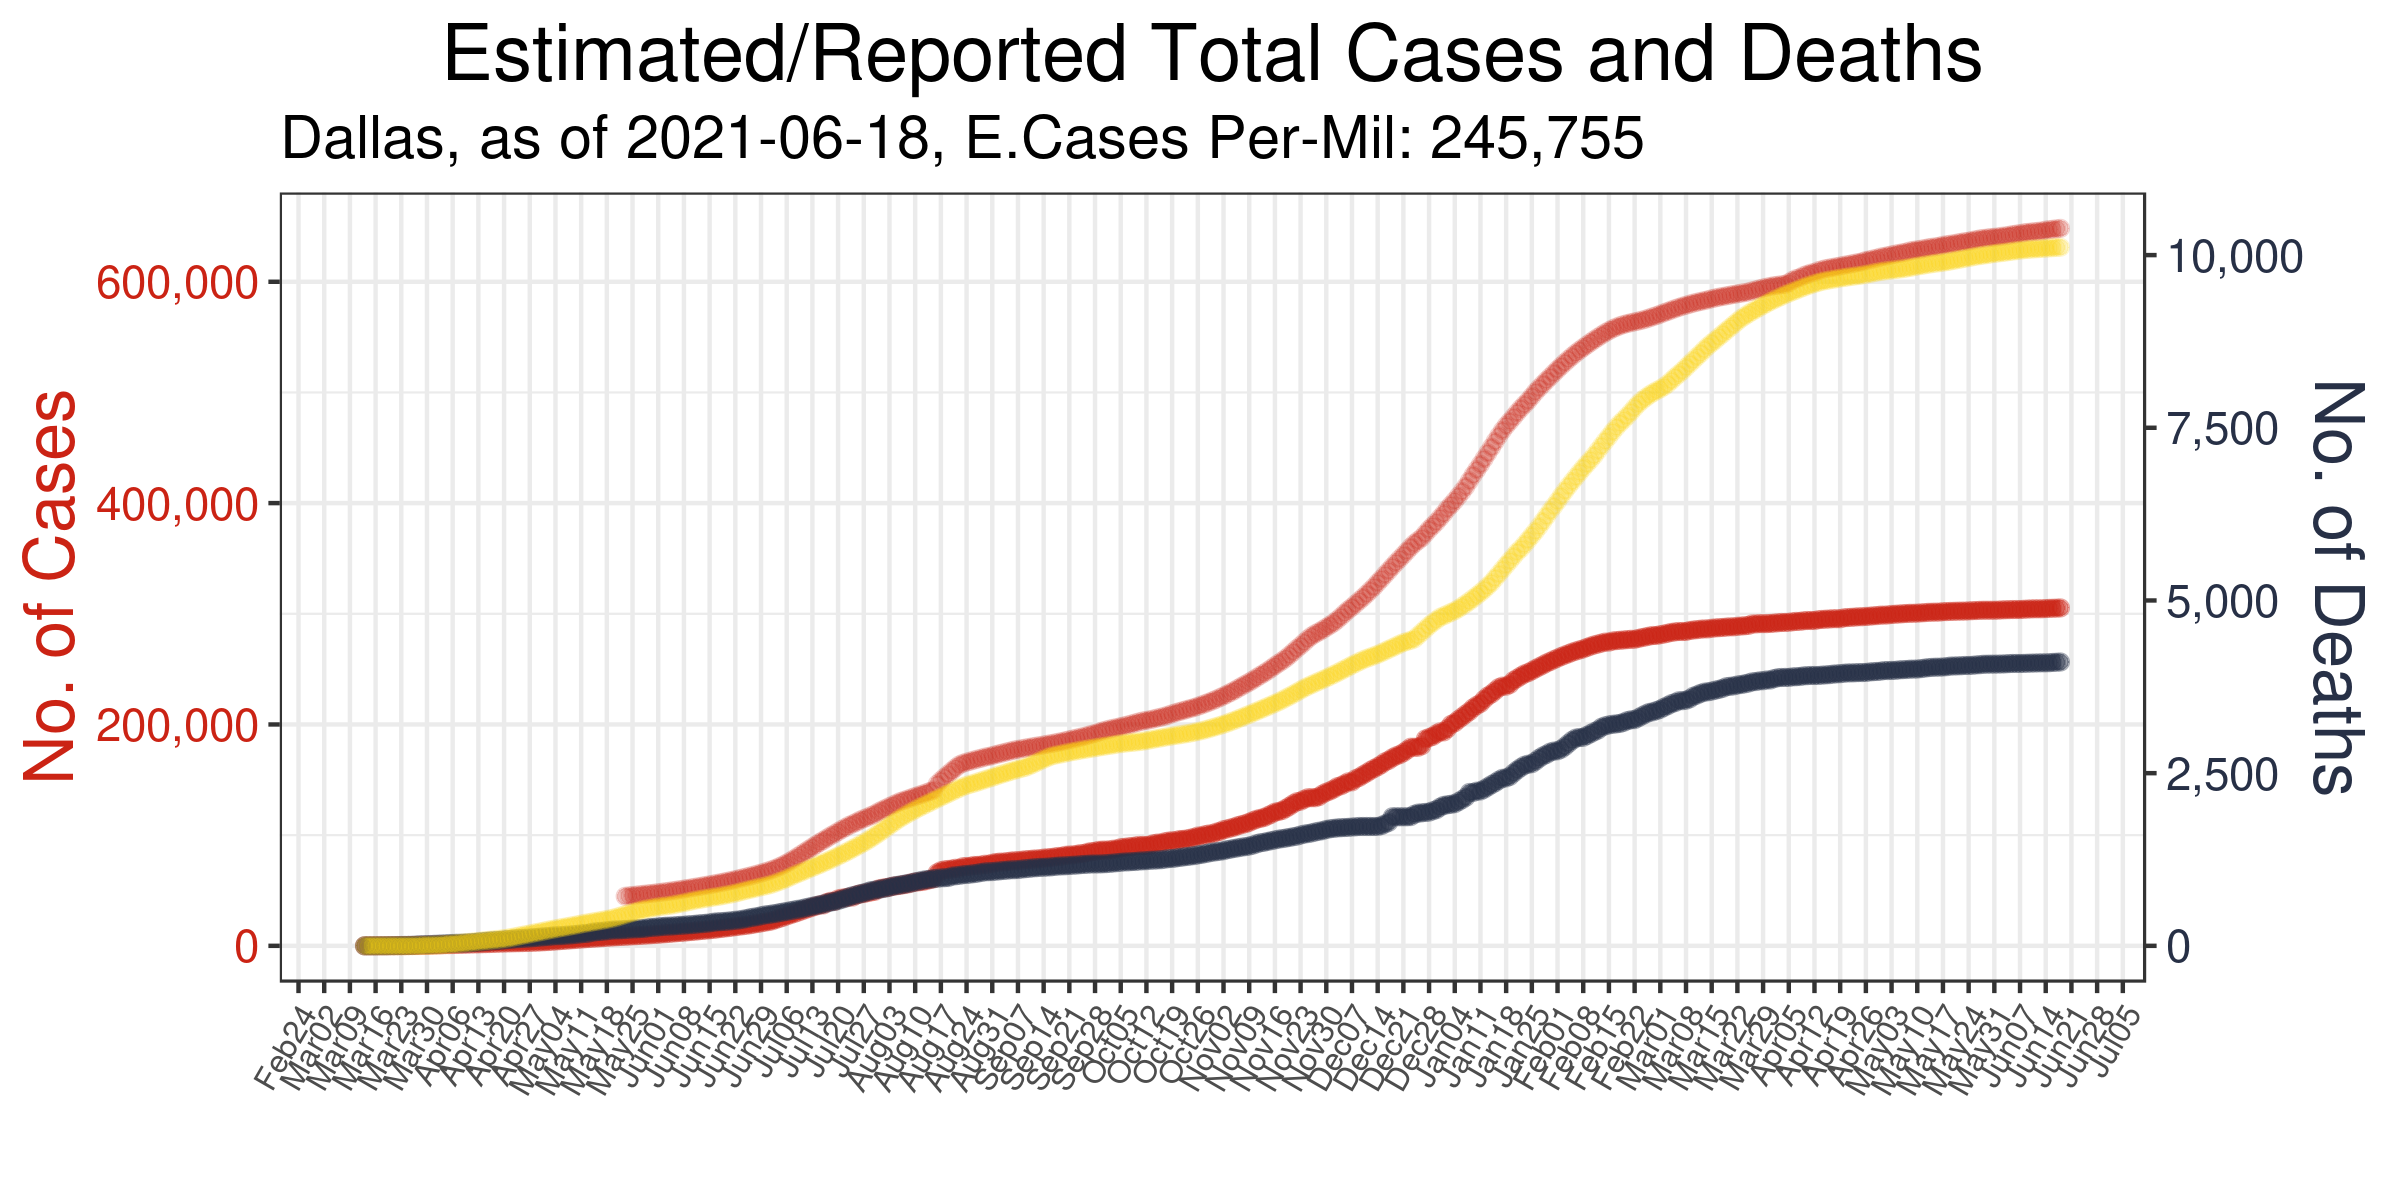 Estimated/Reported Total Cases and Deaths
Dallas, as of 2021-06-18, E.Cases Per-Mil: 245,755
No. of Cases
600,000
400,000
200,000
0
10,000
7,500
5,000
2,500
0
No. of Deaths
Feb24
Mar02
Mar09
Mar16
Mar23
Mar30
Apr06
Apr13
Apr20
Apr27
May04
May11
May18
May25
Jun01
Jun08
Jun15
Jun22
Jun29
Jul06
Jul13
Jul20
Jul27
Aug03
Aug10
Aug17
Aug24
Aug31
Sep07
Sep14
Sep21
Sep28
Oct05
Oct12
Oct19
Oct26
Nov02
Nov09
Nov16
Nov23
Nov30
Dec07
Dec14
Dec21
Dec28
Jan04
Jan11
Jan18
Jan25
Feb01
Feb08
Feb15
Feb22
Mar01
Mar08
Mar15
Mar22
Mar29
Apr05
Apr12
Apr19
Apr26
May03
May10
May17
May24
May31
Jun07
Jun14
Jun21
Jun28
Jul05